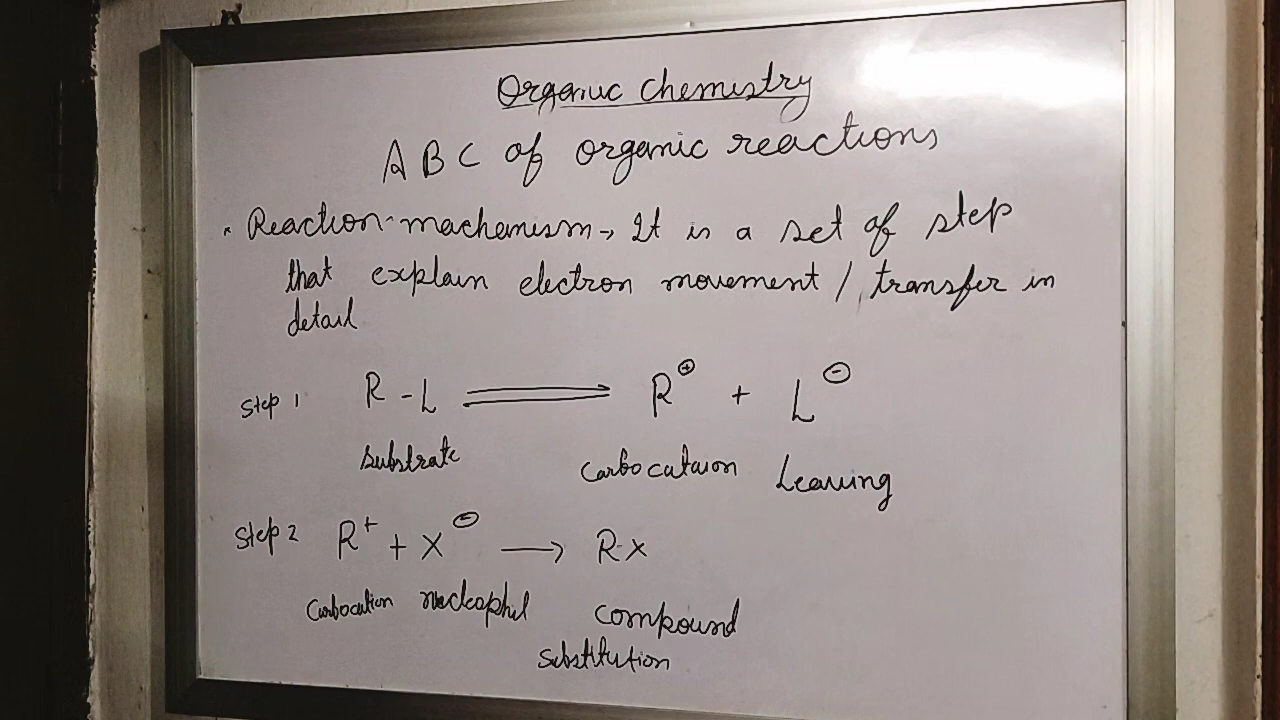 Organic Chemistry
ABC of organic reactions
• Reaction-machenism → It is a set of step
that explain electron movement / transfer in
detail
Step 1 R - L ⇌ R⊕ + L⊖
Substrate Carbocataion Leaving
Step 2 R⁺ + X⊖ → R-X
Carbocation nucleophil compound
Substitution